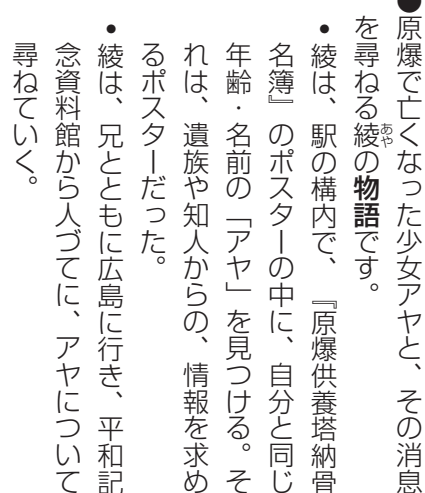 ●原爆で亡くなった少女アヤと、その消息
を尋ねる綾あやの物語です。
•綾は、駅の構内で、『原爆供養塔納骨
名簿』のポスターの中に、自分と同じ
年齢・名前の「アヤ」を見つける。そ
れは、遺族や知人からの、情報を求め
るポスターだった。
•綾は、兄とともに広島に行き、平和記
念資料館から人づてに、アヤについて
尋ねていく。